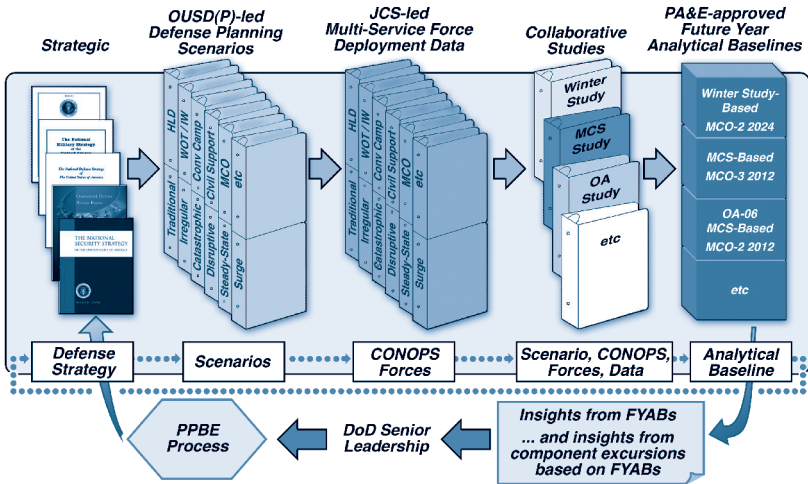 Strategic
OUSD(P)-led
Defense Planning
Scenarios
JCS-led
Multi-Service Force
Deployment Data
Collaborative
Studies
PA&E-approved
Future Year
Analytical Baselines
The National
Military Strategy
The National Defense Strategy
of
The United States of America
THE NATIONAL
SECURITY STRATEGY
HLD
WOT / IW
Conv Camp
Civil Support
MCO
etc
Traditional
Irregular
Catastrophic
Disruptive
Steady-State
Surge
HLD
WOT / IW
Conv Camp
Civil Support
MCO
etc
Traditional
Irregular
Catastrophic
Disruptive
Steady-State
Surge
Winter
Study
MCS
Study
OA
Study
etc
Winter Study-
Based
MCO-2 2024
MCS-Based
MCO-3 2012
OA-06
MCS-Based
MCO-2 2012
etc
Defense
Strategy
Scenarios
CONOPS
Forces
Scenario, CONOPS,
Forces, Data
Analytical
Baseline
PPBE
Process
DoD Senior
Leadership
Insights from FYABs
... and insights from
component excursions
based on FYABs